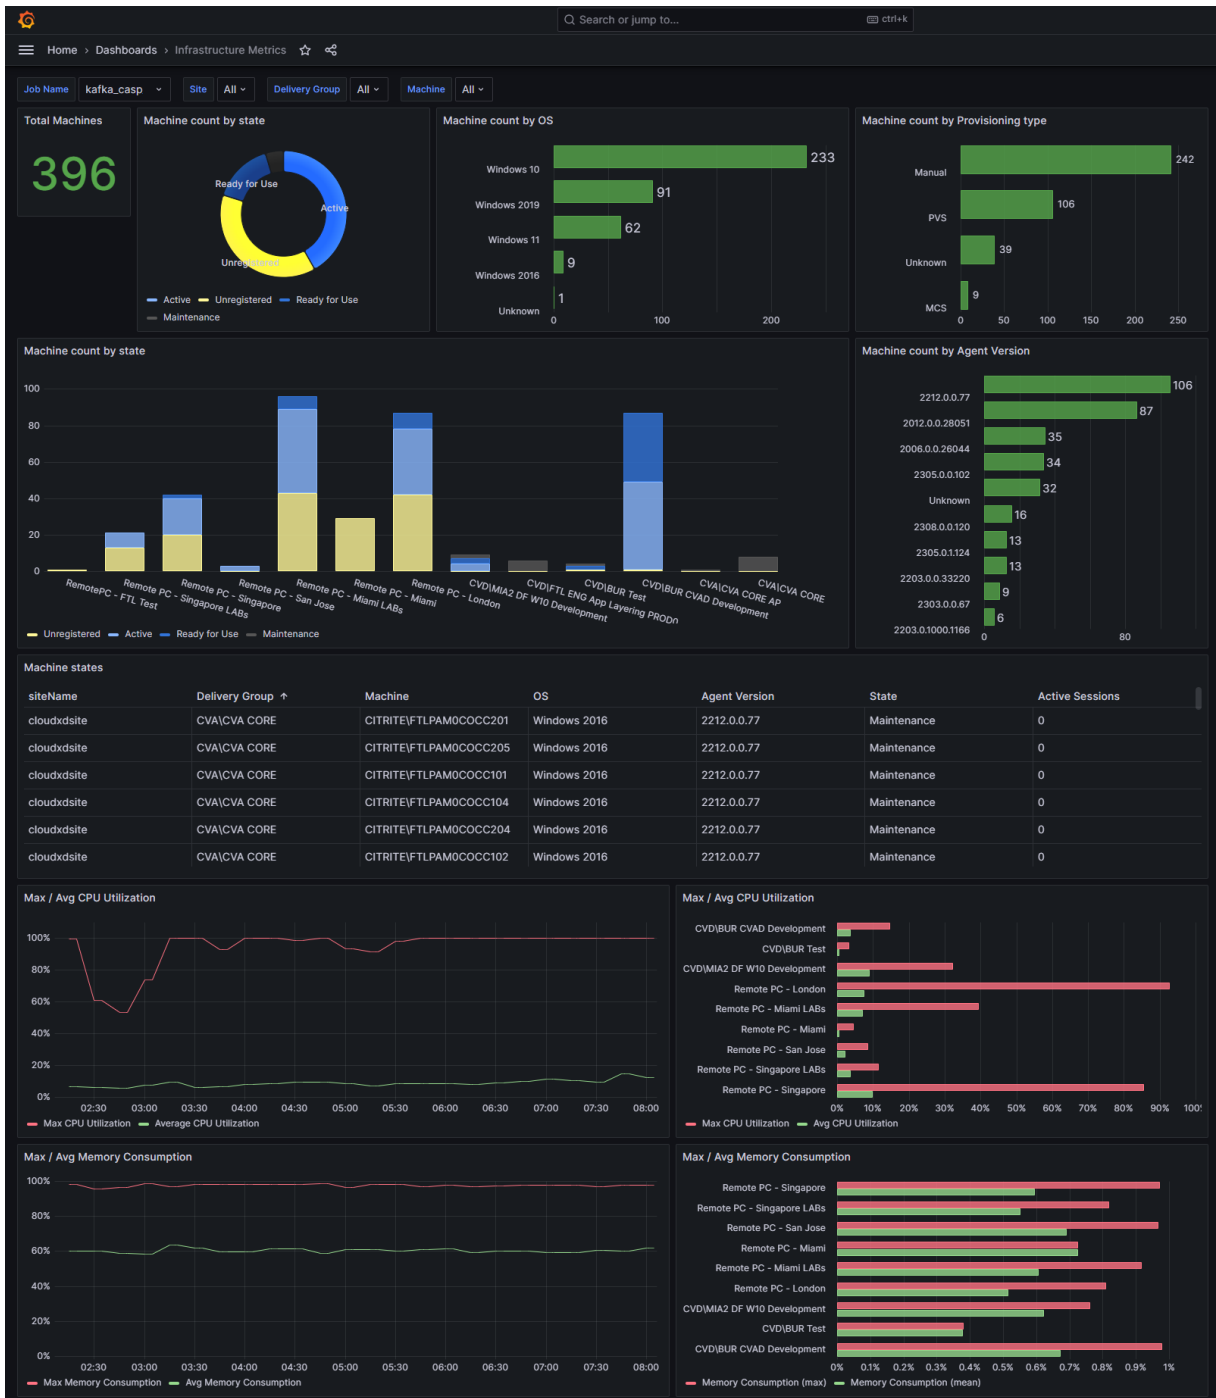 Search or jump to...
ctrl+k
Home › Dashboards › Infrastructure Metrics
Job Name kafka_casp Site All Delivery Group All Machine All
Total Machines
396
Machine count by state
Ready for Use
Active
Unregistered
Active Unregistered Ready for Use
Maintenance
Machine count by OS
Windows 10 233
Windows 2019 91
Windows 11 62
Windows 2016 9
Unknown 1
0 100 200
Machine count by Provisioning type
Manual 242
PVS 106
Unknown 39
MCS 9
0 50 100 150 200 250
Machine count by state
100
80
60
40
20
0
RemotePC - FTL Test
Remote PC - Singapore LABs
Remote PC - Singapore
Remote PC - San Jose
Remote PC - Miami LABs
Remote PC - Miami
Remote PC - London
CVD\MIA2 DF W10 Development
CVD\FTL ENG App Layering PRODn
CVD\BUR Test
CVD\BUR CVAD Development
CVA\CVA CORE AP
CVA\CVA CORE
Unregistered Active Ready for Use Maintenance
Machine count by Agent Version
2212.0.0.77 106
2012.0.0.28051 87
2006.0.0.26044 35
2305.0.0.102 34
Unknown 32
2308.0.0.120 16
2305.0.1.124 13
2203.0.0.33220 13
2303.0.0.67 9
2203.0.1000.1166 6
0 80
Machine states
siteName Delivery Group ↑ Machine OS Agent Version State Active Sessions
cloudxdsite CVA\CVA CORE CITRITE\FTLPAM0COCC201 Windows 2016 2212.0.0.77 Maintenance 0
cloudxdsite CVA\CVA CORE CITRITE\FTLPAM0COCC205 Windows 2016 2212.0.0.77 Maintenance 0
cloudxdsite CVA\CVA CORE CITRITE\FTLPAM0COCC101 Windows 2016 2212.0.0.77 Maintenance 0
cloudxdsite CVA\CVA CORE CITRITE\FTLPAM0COCC104 Windows 2016 2212.0.0.77 Maintenance 0
cloudxdsite CVA\CVA CORE CITRITE\FTLPAM0COCC204 Windows 2016 2212.0.0.77 Maintenance 0
cloudxdsite CVA\CVA CORE CITRITE\FTLPAM0COCC102 Windows 2016 2212.0.0.77 Maintenance 0
Max / Avg CPU Utilization
100%
80%
60%
40%
20%
0%
02:30 03:00 03:30 04:00 04:30 05:00 05:30 06:00 06:30 07:00 07:30 08:00
Max CPU Utilization Average CPU Utilization
Max / Avg CPU Utilization
CVD\BUR CVAD Development
CVD\BUR Test
CVD\MIA2 DF W10 Development
Remote PC - London
Remote PC - Miami LABs
Remote PC - Miami
Remote PC - San Jose
Remote PC - Singapore LABs
Remote PC - Singapore
0% 10% 20% 30% 40% 50% 60% 70% 80% 90% 100%
Max CPU Utilization Avg CPU Utilization
Max / Avg Memory Consumption
100%
80%
60%
40%
20%
0%
02:30 03:00 03:30 04:00 04:30 05:00 05:30 06:00 06:30 07:00 07:30 08:00
Max Memory Consumption Avg Memory Consumption
Max / Avg Memory Consumption
Remote PC - Singapore
Remote PC - Singapore LABs
Remote PC - San Jose
Remote PC - Miami
Remote PC - Miami LABs
Remote PC - London
CVD\MIA2 DF W10 Development
CVD\BUR Test
CVD\BUR CVAD Development
0% 0.1% 0.2% 0.3% 0.4% 0.5% 0.6% 0.7% 0.8% 0.9% 1%
Memory Consumption (max) Memory Consumption (mean)